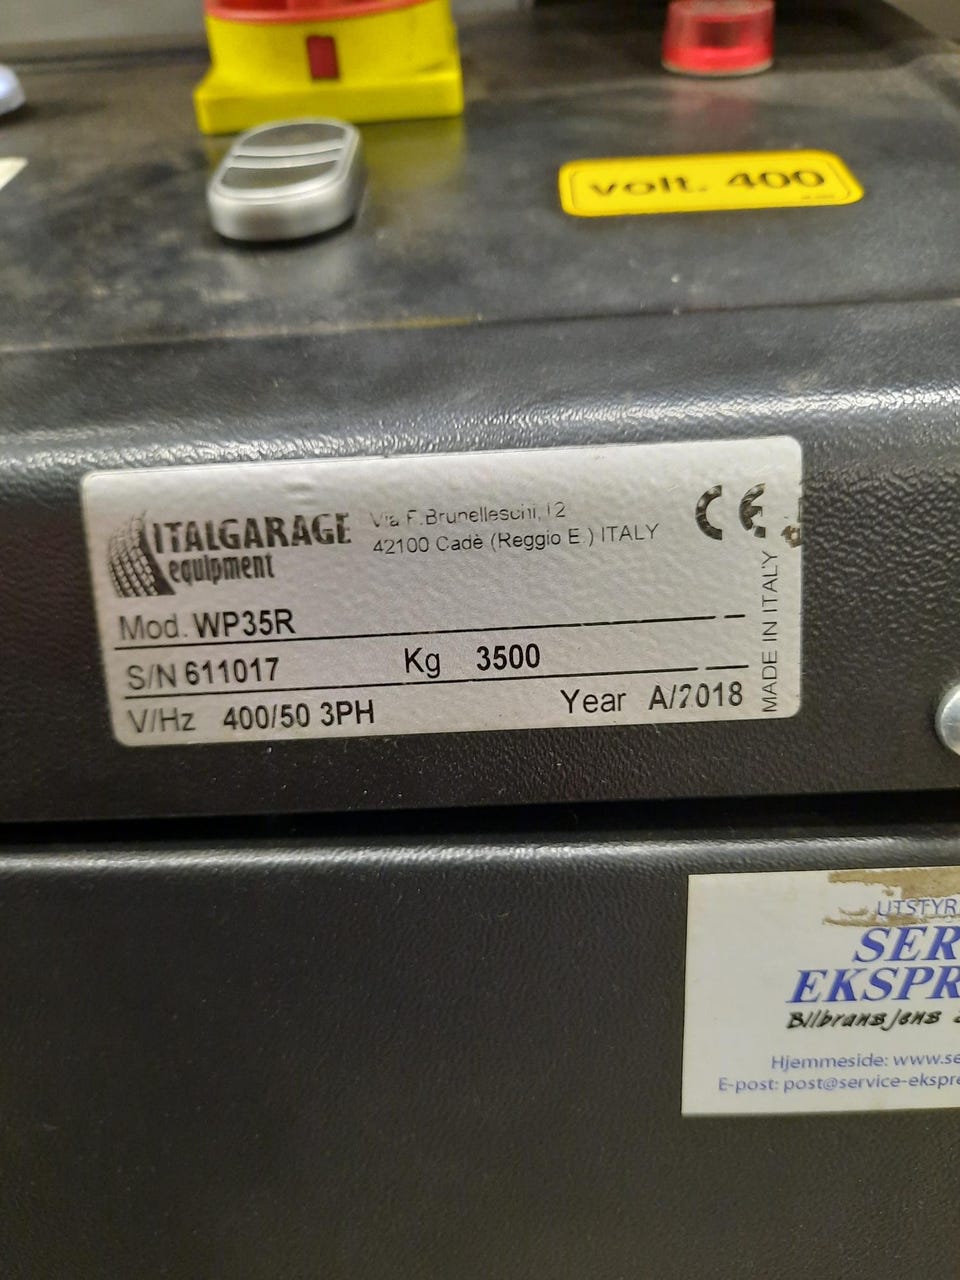 volt. 400
ITALGARAGE
equipment
Via F. Brunelleschi, 12
42100 Cadè (Reggio E.) ITALY
CE
Mod. WP35R
S/N 611017 Kg 3500
V/Hz 400/50 3PH Year A/2018
MADE IN ITALY
UTSTYR
SER
EKSPR
Bilbransjens
Hjemmeside: www.se
E-post: post@service-ekspre